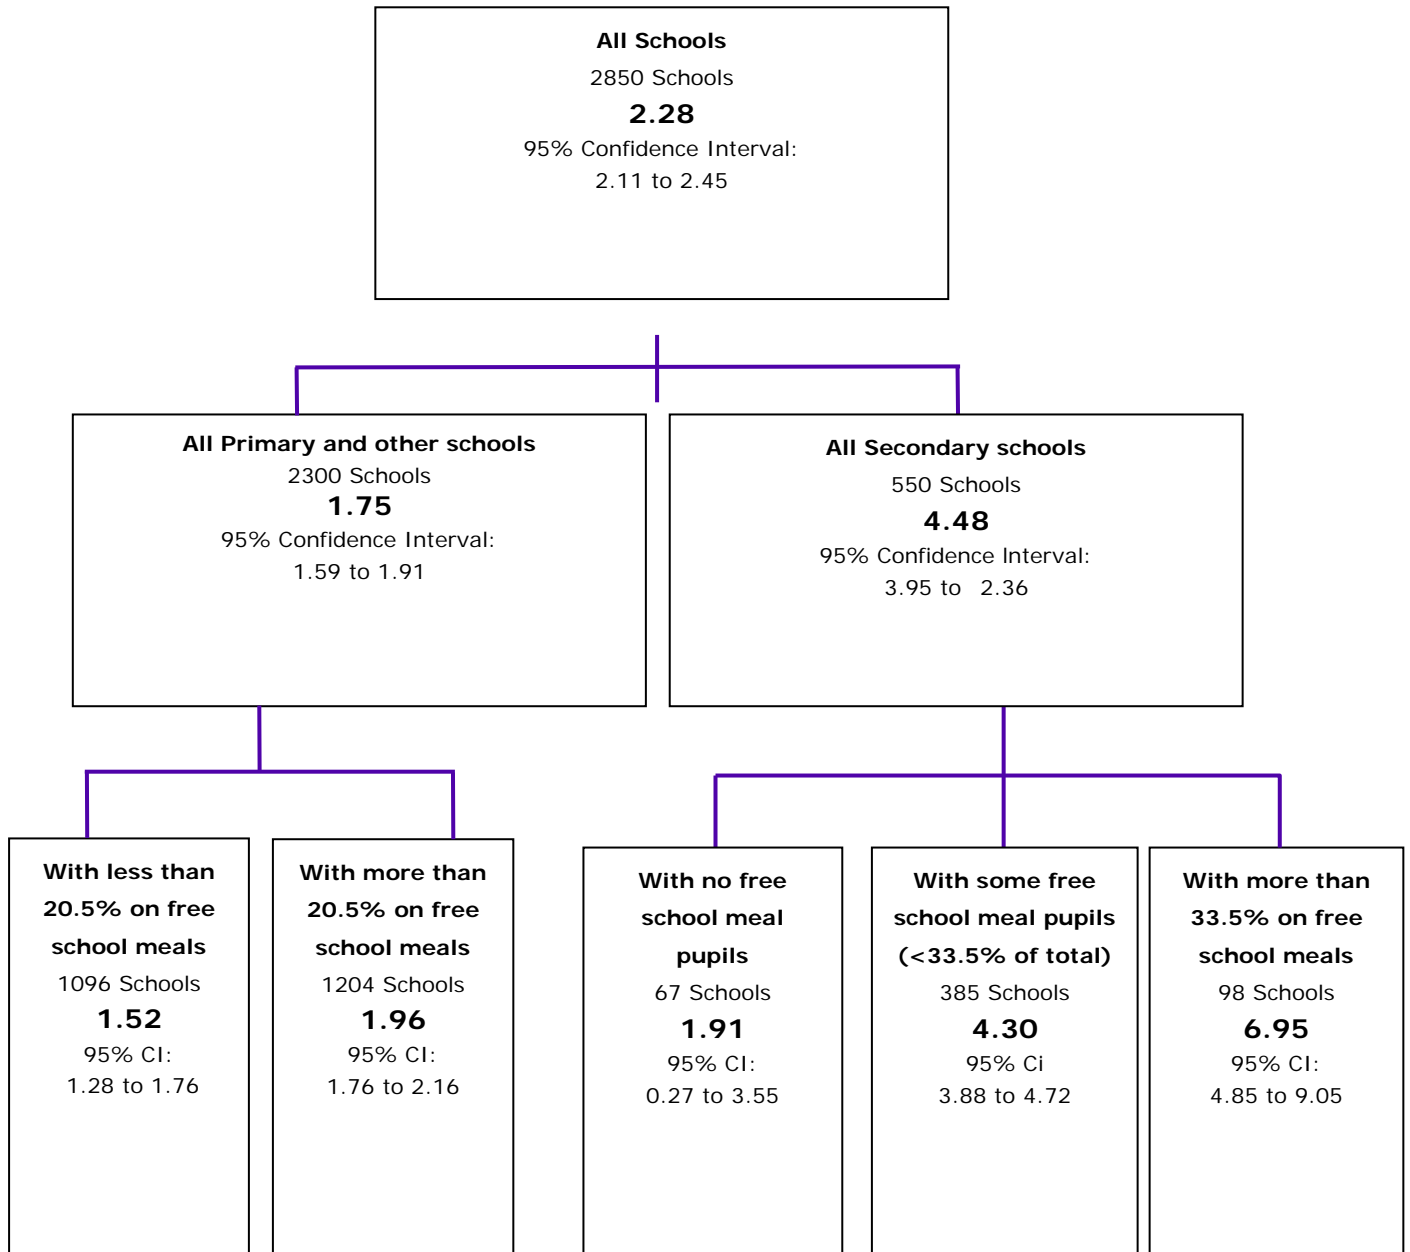 All Schools
2850 Schools
2.28
95% Confidence Interval:
2.11 to 2.45
All Primary and other schools
2300 Schools
1.75
95% Confidence Interval:
1.59 to 1.91
All Secondary schools
550 Schools
4.48
95% Confidence Interval:
3.95 to 2.36
With less than
20.5% on free
school meals
1096 Schools
1.52
95% CI:
1.28 to 1.76
With more than
20.5% on free
school meals
1204 Schools
1.96
95% CI:
1.76 to 2.16
With no free
school meal
pupils
67 Schools
1.91
95% CI:
0.27 to 3.55
With some free
school meal pupils
(<33.5% of total)
385 Schools
4.30
95% Ci
3.88 to 4.72
With more than
33.5% on free
school meals
98 Schools
6.95
95% CI:
4.85 to 9.05